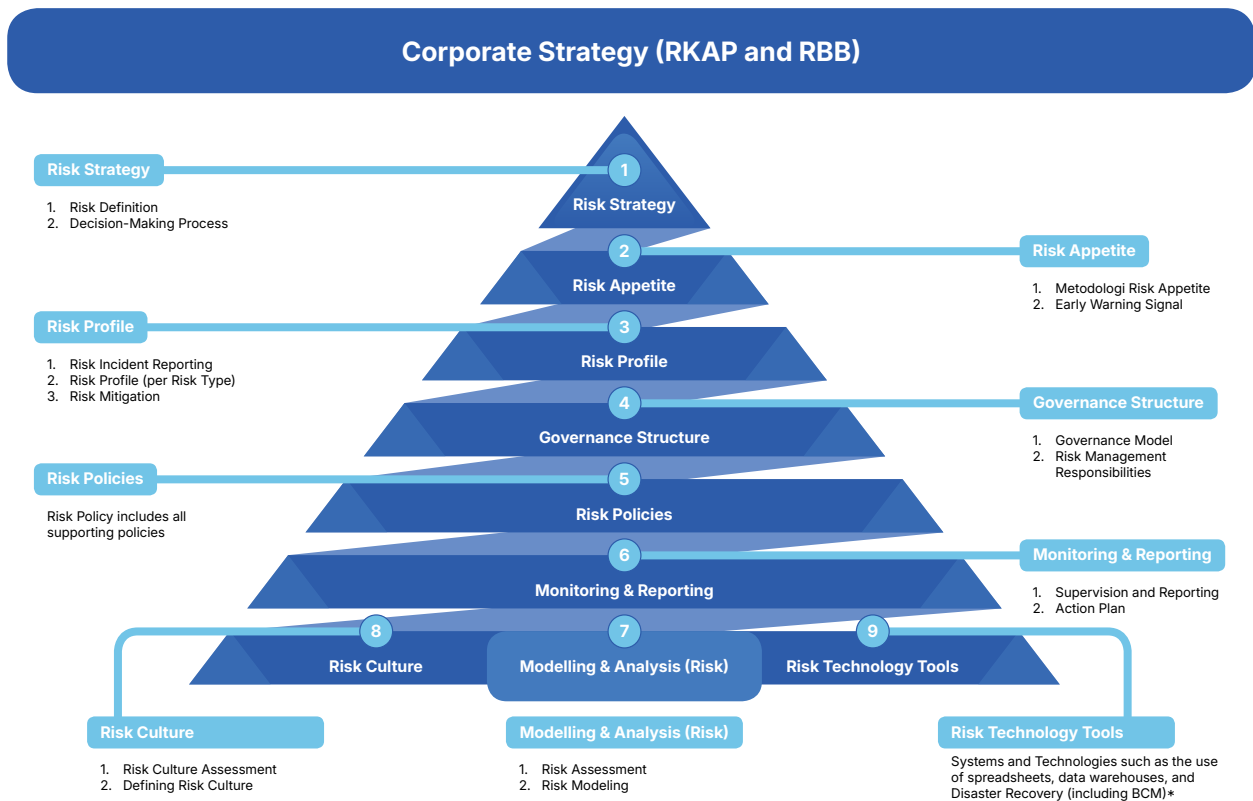 Corporate Strategy (RKAP and RBB)
1
Risk Strategy
Risk Strategy
1. Risk Definition
2. Decision-Making Process
2
Risk Appetite
Risk Appetite
1. Metodologi Risk Appetite
2. Early Warning Signal
3
Risk Profile
Risk Profile
1. Risk Incident Reporting
2. Risk Profile (per Risk Type)
3. Risk Mitigation
4
Governance Structure
Governance Structure
1. Governance Model
2. Risk Management
Responsibilities
5
Risk Policies
Risk Policies
Risk Policy includes all
supporting policies
6
Monitoring & Reporting
Monitoring & Reporting
1. Supervision and Reporting
2. Action Plan
8
7
9
Risk Culture
Modelling & Analysis (Risk)
Risk Technology Tools
Risk Culture
1. Risk Culture Assessment
2. Defining Risk Culture
Modelling & Analysis (Risk)
1. Risk Assessment
2. Risk Modeling
Risk Technology Tools
Systems and Technologies such as the use
of spreadsheets, data warehouses, and
Disaster Recovery (including BCM)*